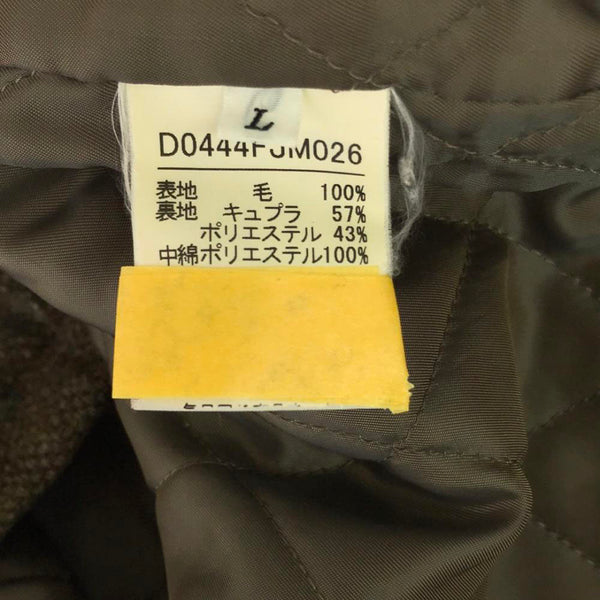 L
D0444FUM026
表地 毛 100%
裏地 キュプラ 57%
ポリエステル 43%
中綿ポリエステル100%